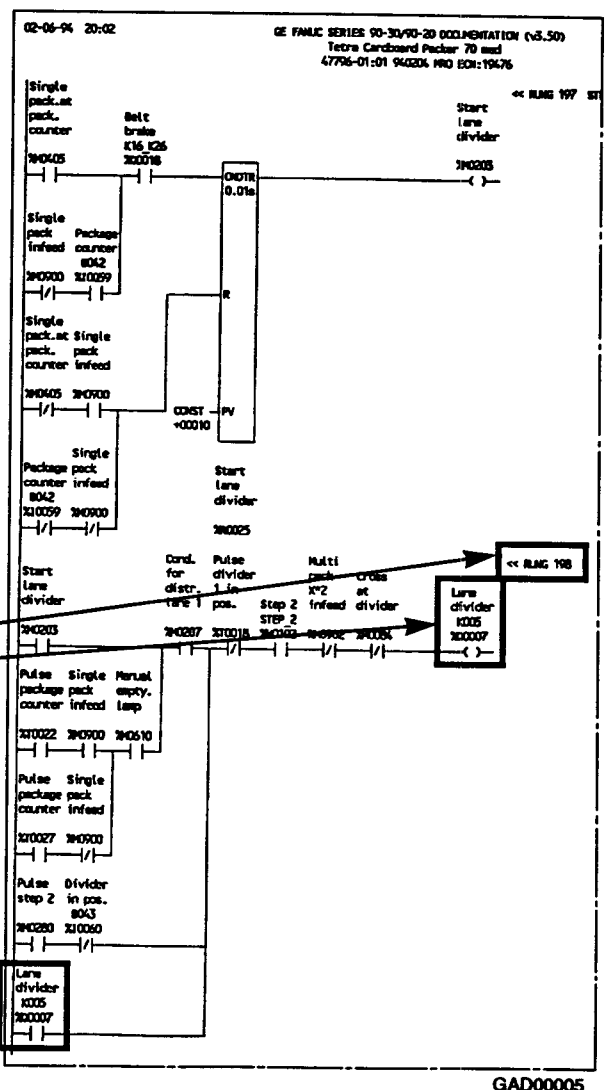 02-06-94 20:02
GE FANUC SERIES 90-30/90-20 DOCUMENTATION (v3.50)
Tetra Cardboard Packer 70 mod
47796-01:01 940204 MRO ECN:19476
<< RLNG 197 ST
Single
pack.at
pack.
counter
%M0405
Belt
brake
K16_K26
%Q0018
ONDTR
0.01s
Start
lane
divider
%M0203
Single
pack
infeed
%M0900
Package
counter
B042
%I0059
R
Single
pack.at
pack.
counter
%M0405
Single
pack
infeed
%M0900
CONST
+00010
PV
Package
counter
B042
%I0059
Single
pack
infeed
%M0900
Start
lane
divider
%R0025
<< RLNG 198
Start
lane
divider
%M0203
Cond.
for
distr.
lane 1
%M0207
Pulse
divider
1 in
pos.
%T0018
Step 2
STEP_2
Multi
pack
X*2
infeed
Cross
at
divider
Lane
divider
K005
%Q0007
Pulse
package
counter
%T0022
Single
pack
infeed
%M0900
Manual
empty.
lamp
%M0610
Pulse
package
counter
%T0027
Single
pack
infeed
%M0900
Pulse
step 2
%M0280
Divider
in pos.
B043
%I0060
Lane
divider
K005
%Q0007
GAD00005